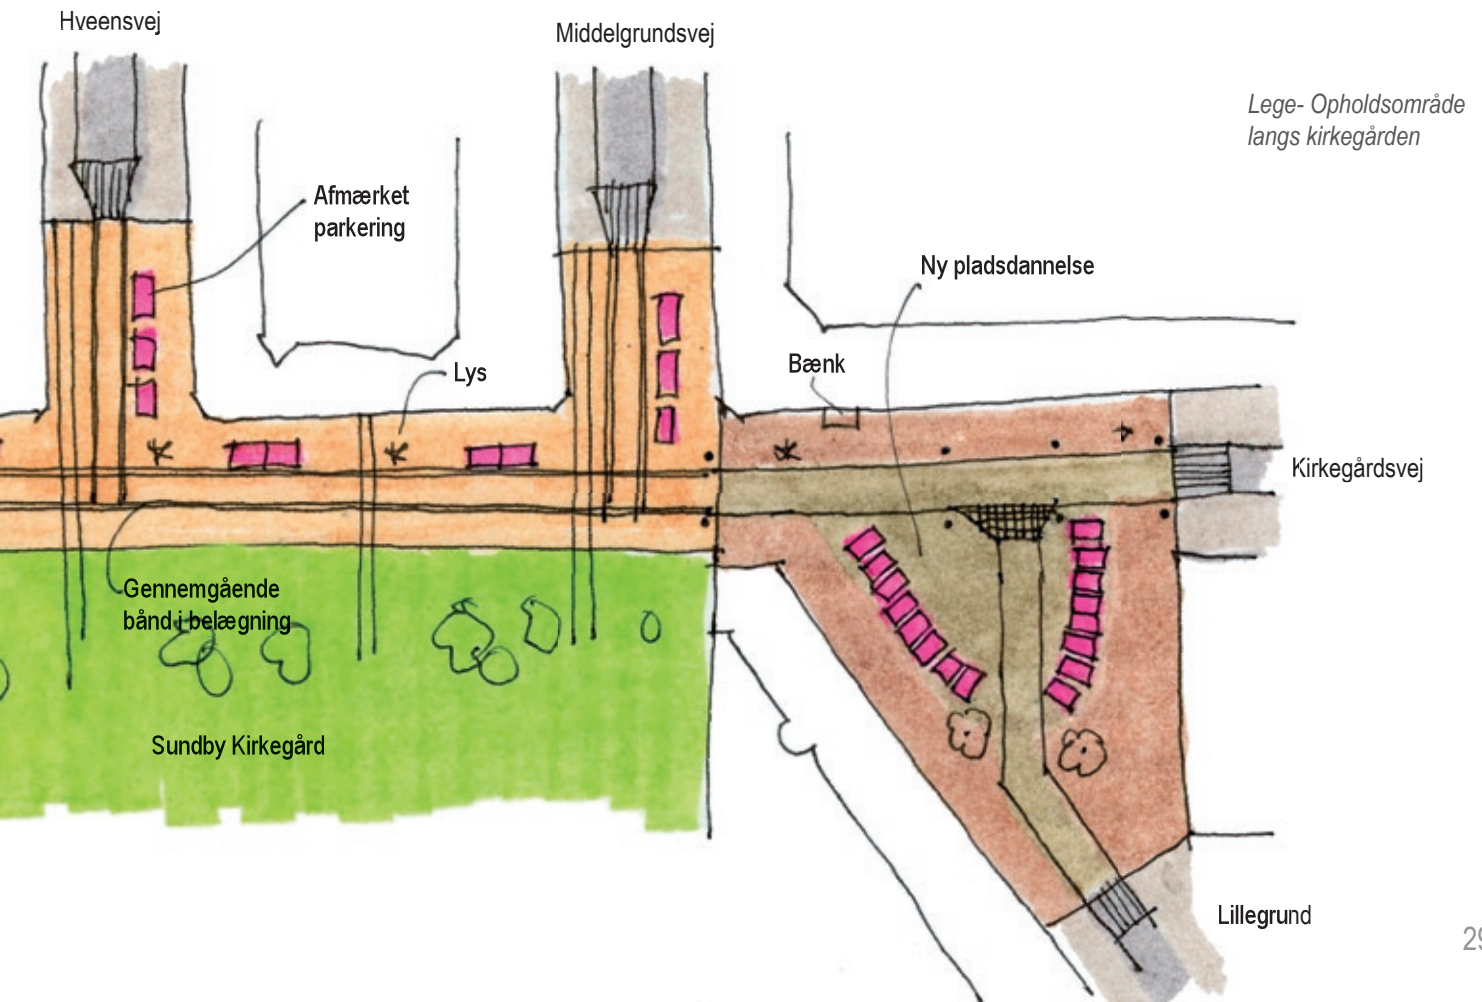 Hveensvej
Middelgrundsvej
Lege- Opholdsområde
langs kirkegården
Afmærket
parkering
Ny pladsdannelse
Bænk
Lys
Kirkegårdsvej
Gennemgående
bånd i belægning
Sundby Kirkegård
Lillegrund
29